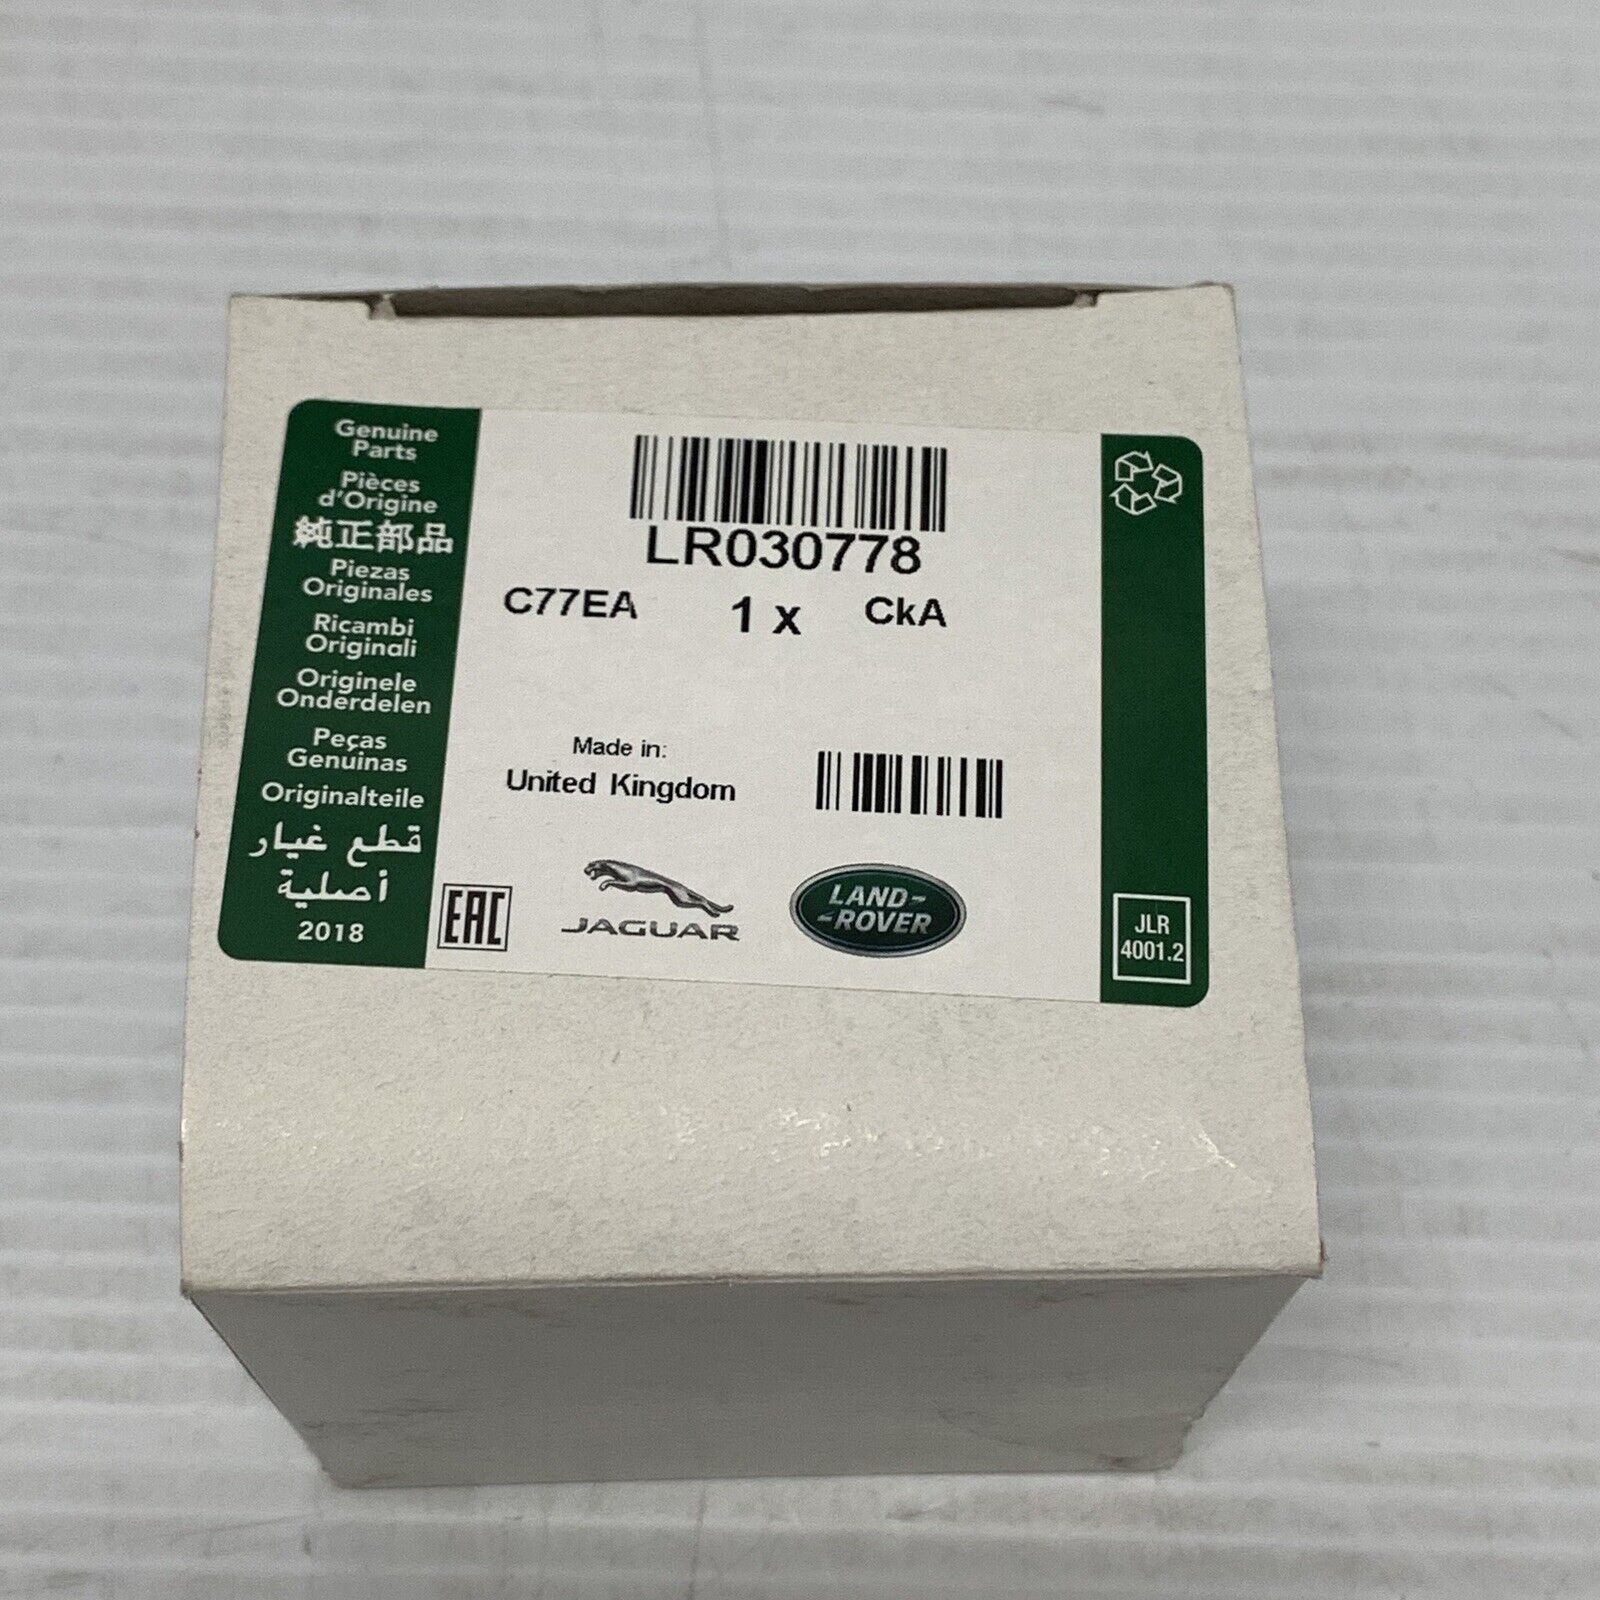 Genuine
Parts
Pièces
d'Origine
純正部品
Piezas
Originales
Ricambi
Originali
Originele
Onderdelen
Peças
Genuinas
Originalteile
قطع غيار
أصلية
2018
LR030778
C77EA 1 x CkA
Made in:
United Kingdom
EAC
JAGUAR
LAND-
-ROVER
JLR
4001.2